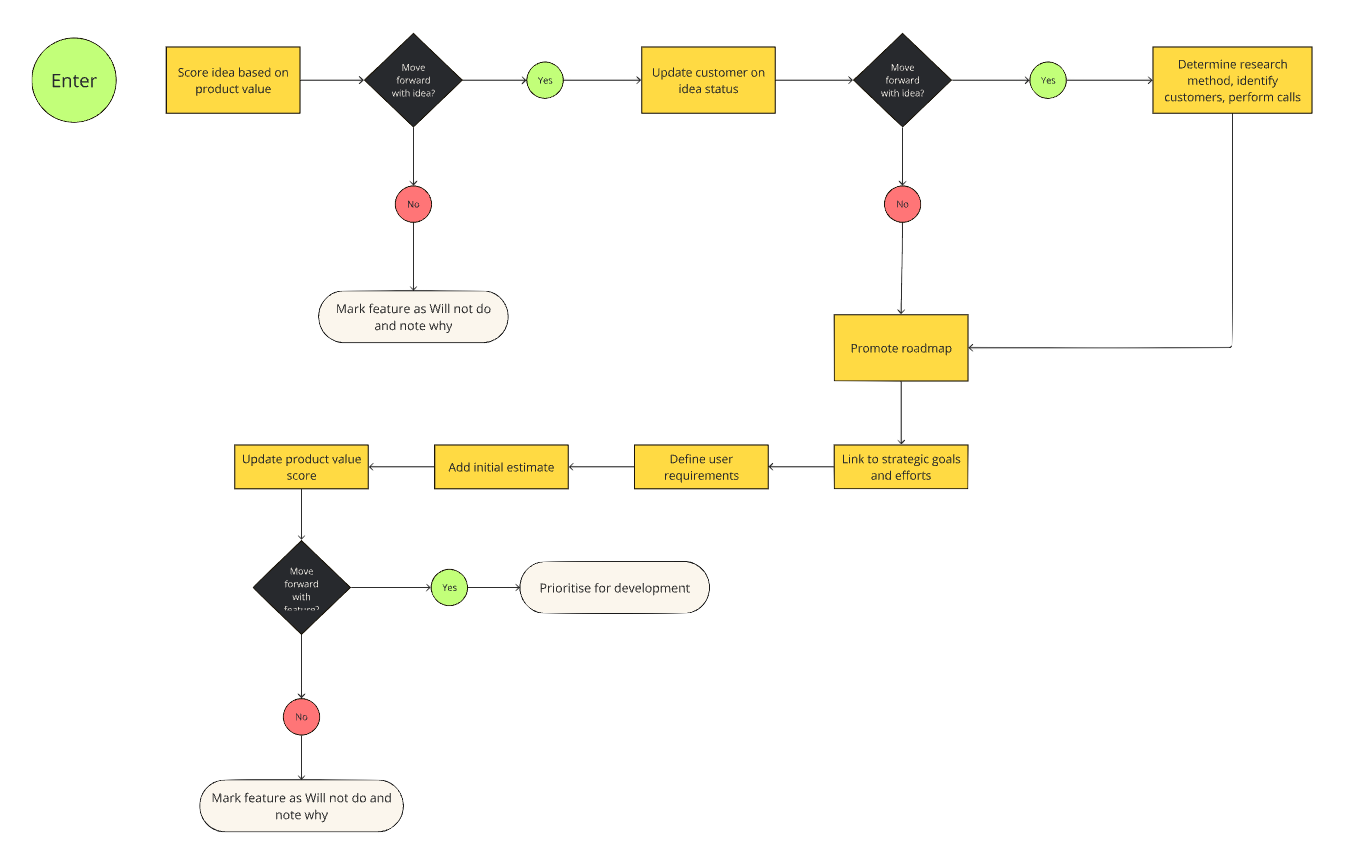 Enter
Score idea based on
product value
Move
forward
with idea?
Yes
Update customer on
idea status
Move
forward
with idea?
Yes
Determine research
method, identify
customers, perform calls
No
No
Mark feature as Will not do
and note why
Promote roadmap
Update product value
score
Add initial estimate
Define user
requirements
Link to strategic goals
and efforts
Move
forward
with
feature?
Yes
Prioritise for development
No
Mark feature as Will not do and
note why